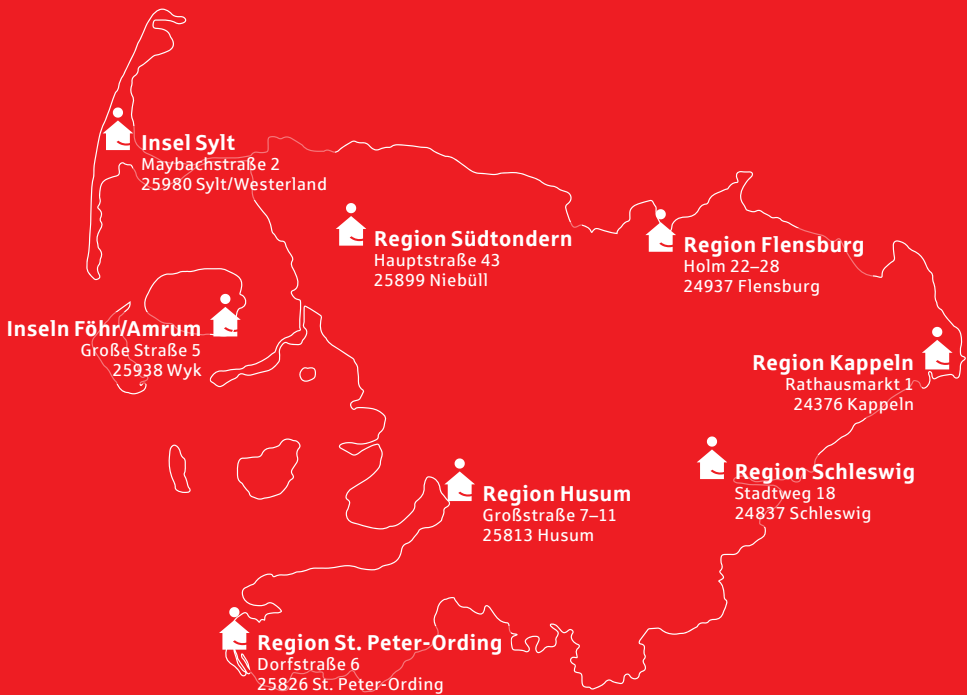 Insel Sylt
Maybachstraße 2
25980 Sylt/Westerland
Region Südtondern
Hauptstraße 43
25899 Niebüll
Region Flensburg
Holm 22–28
24937 Flensburg
Inseln Föhr/Amrum
Große Straße 5
25938 Wyk
Region Kappeln
Rathausmarkt 1
24376 Kappeln
Region Schleswig
Stadtweg 18
24837 Schleswig
Region Husum
Großstraße 7–11
25813 Husum
Region St. Peter-Ording
Dorfstraße 6
25826 St. Peter-Ording